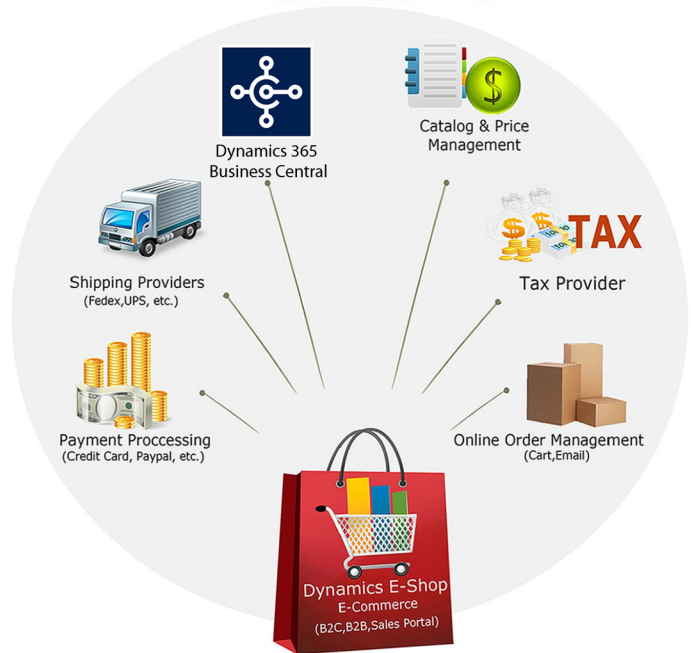 Dynamics 365
Business Central
Catalog & Price
Management
$
Shipping Providers
(Fedex,UPS, etc.)
$ $
TAX
Tax Provider
Payment Proccessing
(Credit Card, Paypal, etc.)
Online Order Management
(Cart,Email)
Dynamics E-Shop
E-Commerce
(B2C,B2B,Sales Portal)